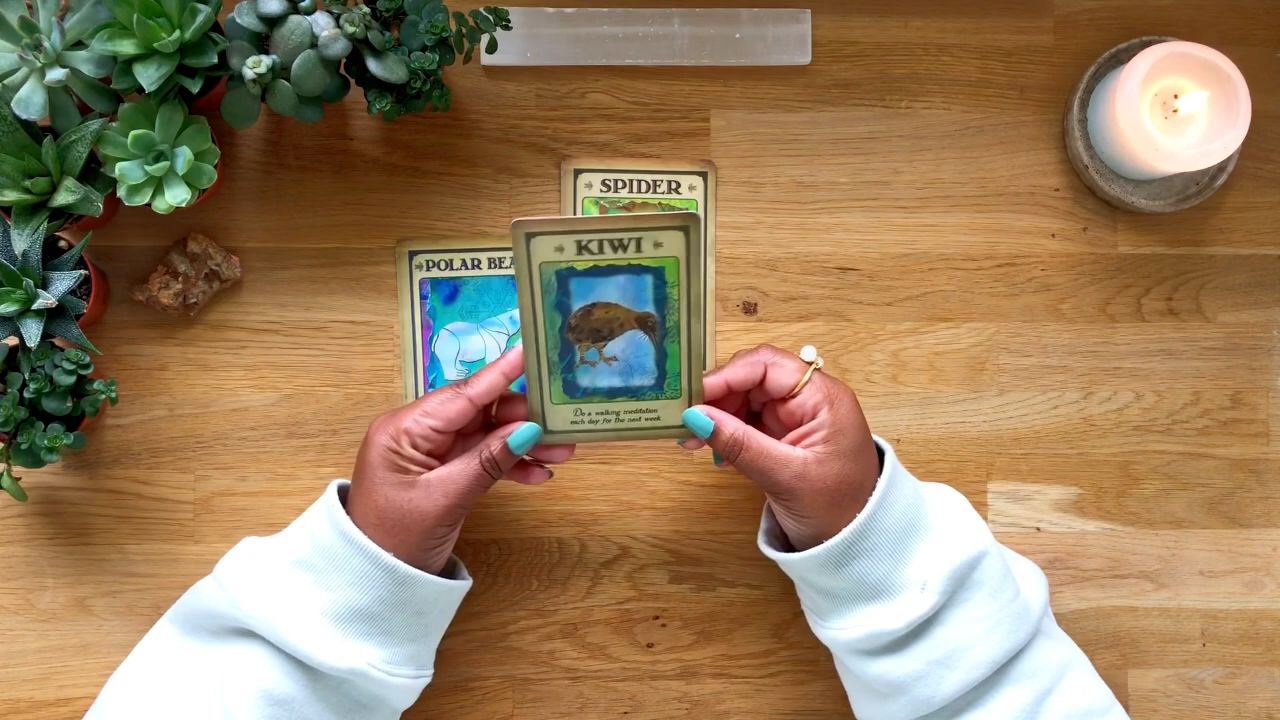 SPIDER
KIWI
POLAR BEA
Do a walking meditation
each day for the next week